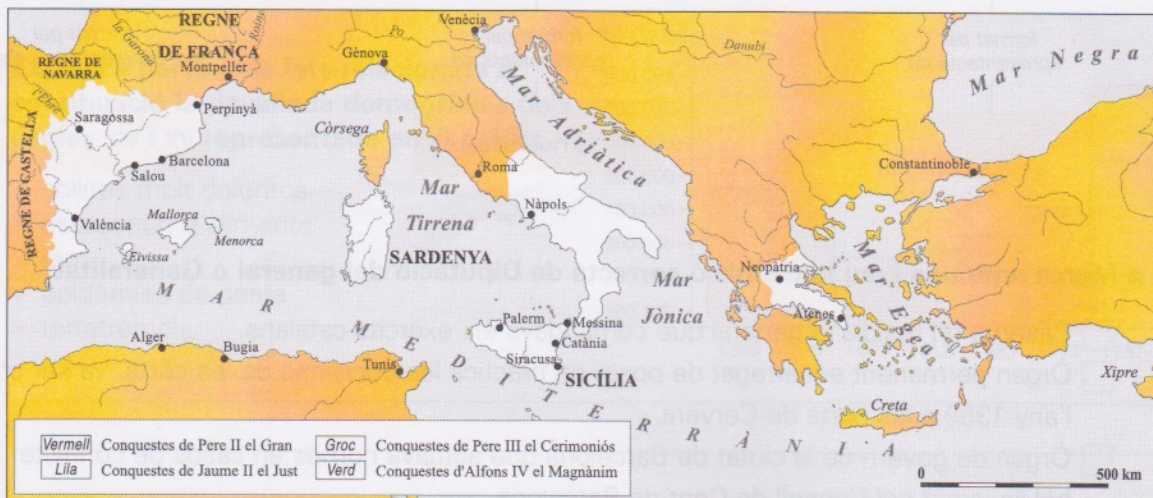 REGNE
DE FRANÇA
la Garona
Roine
Montpeller
REGNE DE
NAVARRA
l'Ebre
Perpinyà
Saragossa
Barcelona
Salou
REGNE DE CASTELLA
València
Mallorca
Menorca
Eivissa
Venècia
Po
Gènova
Còrsega
Mar Adriàtica
Roma
Mar
Tirrena
Nàpols
SARDENYA
Danubi
Mar Negra
Constantinoble
Neopàtria
Mar Egea
Atenes
Mar
Jònica
Palerm
Messina
Catània
Siracusa
SICÍLIA
Alger
Bugia
Tunis
MAR MEDITERRÀNIA
Creta
Xipre
Vermell Conquestes de Pere II el Gran
Lila Conquestes de Jaume II el Just
Groc Conquestes de Pere III el Cerimoniós
Verd Conquestes d'Alfons IV el Magnànim
0 500 km